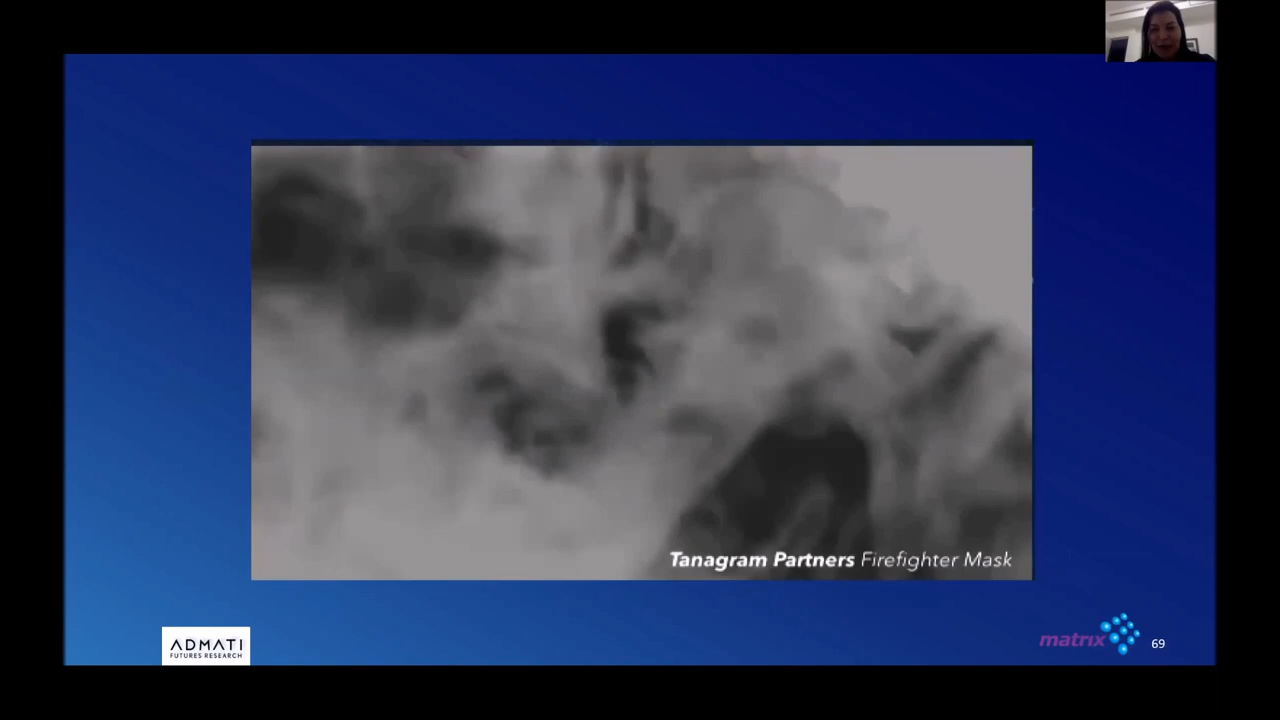 Tanagram Partners Firefighter Mask
ADMATI
FUTURES RESEARCH
matrix
69